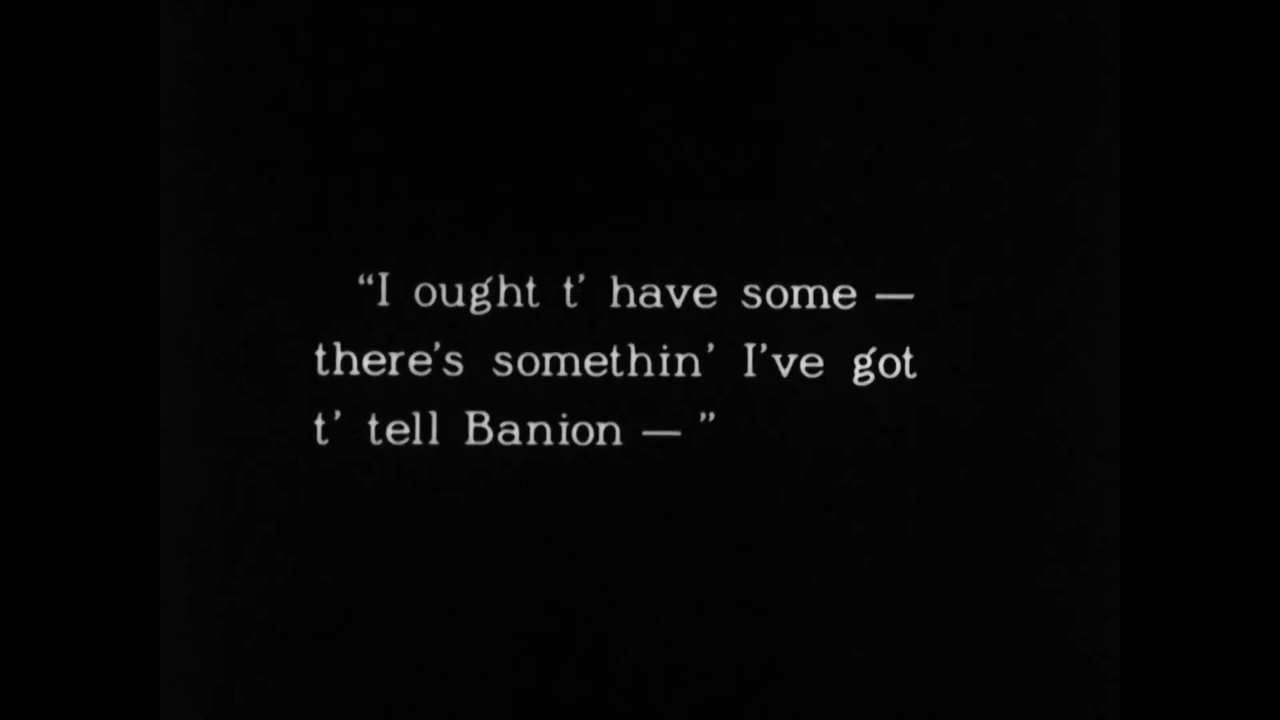 “I ought t’ have some —
there’s somethin’ I’ve got
t’ tell Banion — ”